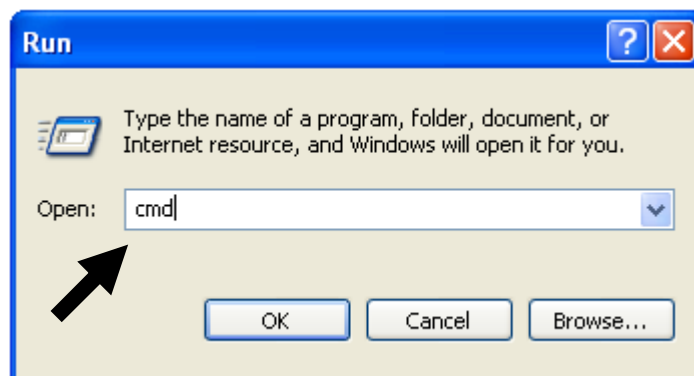 Run
Type the name of a program, folder, document, or
Internet resource, and Windows will open it for you.
Open: cmd
OK Cancel Browse...